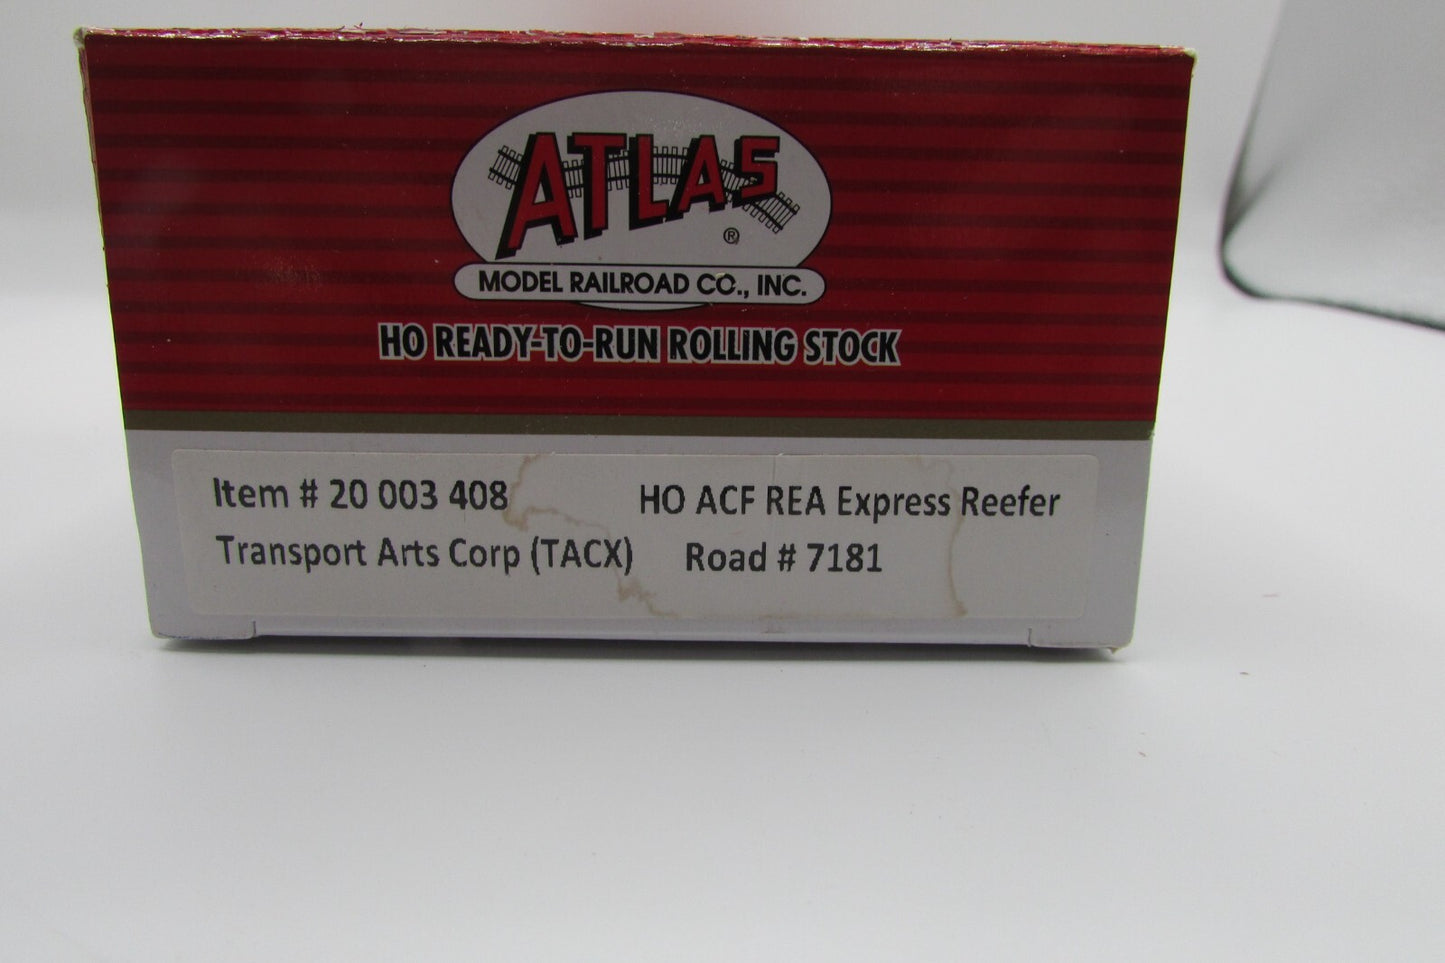 ATLAS
®
MODEL RAILROAD CO., INC.
HO READY-TO-RUN ROLLING STOCK
Item # 20 003 408 HO ACF REA Express Reefer
Transport Arts Corp (TACX) Road # 7181